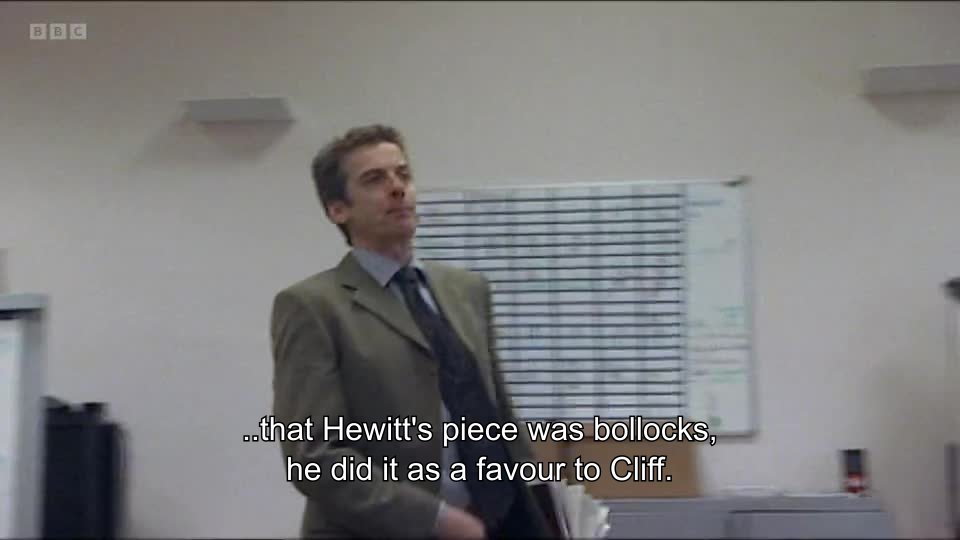 BBC
..that Hewitt's piece was bollocks,
he did it as a favour to Cliff.